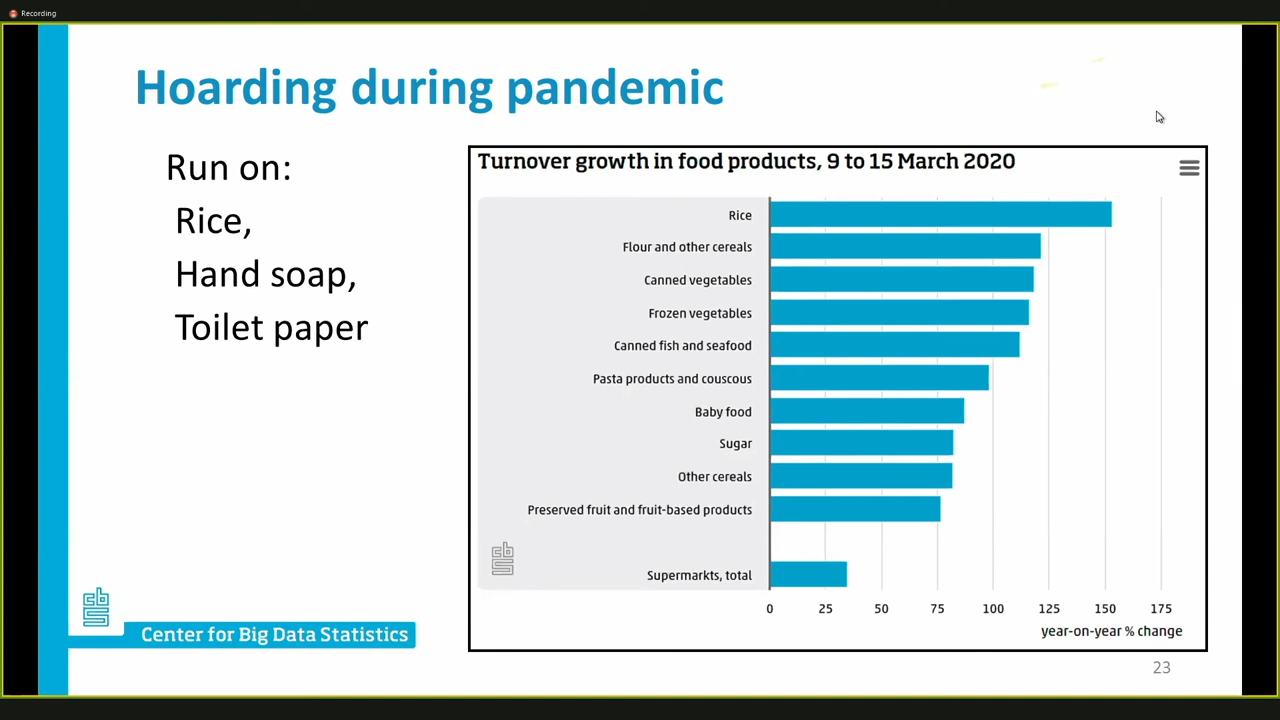 Recording
Hoarding during pandemic
Run on:
Rice,
Hand soap,
Toilet paper
Turnover growth in food products, 9 to 15 March 2020
Rice
Flour and other cereals
Canned vegetables
Frozen vegetables
Canned fish and seafood
Pasta products and couscous
Baby food
Sugar
Other cereals
Preserved fruit and fruit-based products
Supermarkts, total
0 25 50 75 100 125 150 175
year-on-year % change
cbs
cbs
Center for Big Data Statistics
23